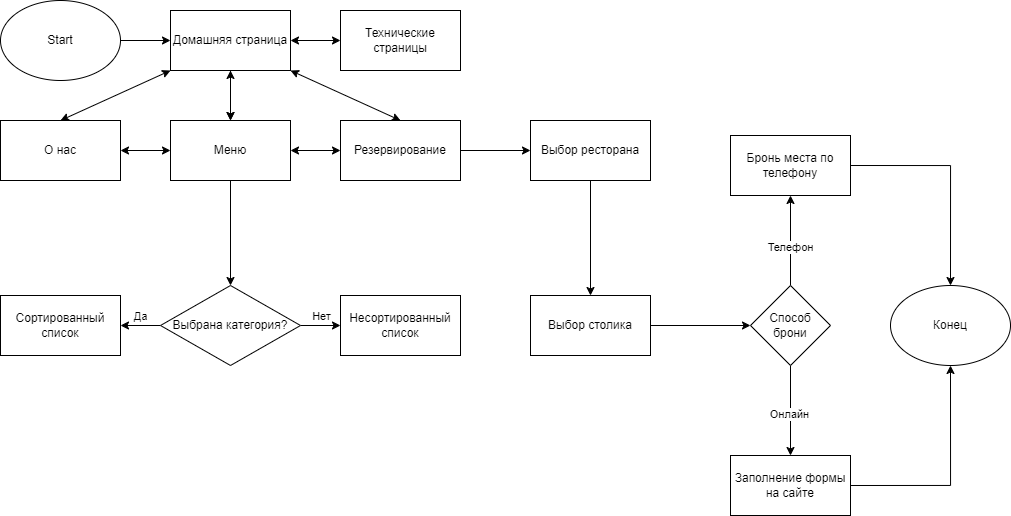 Start
Домашняя страница
Технические
страницы
О нас
Меню
Резервирование
Выбор ресторана
Бронь места по
телефону
Телефон
Сортированный
список
Да
Выбрана категория?
Нет
Несортированный
список
Выбор столика
Способ
брони
Конец
Онлайн
Заполнение формы
на сайте